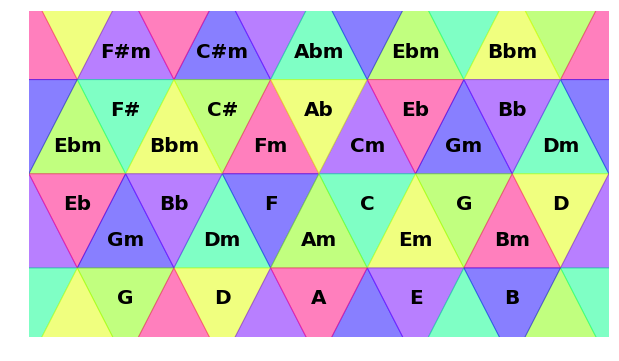 F#m C#m Abm Ebm Bbm
F# C# Ab Eb Bb
Ebm Bbm Fm Cm Gm Dm
Eb Bb F C G D
Gm Dm Am Em Bm
G D A E B